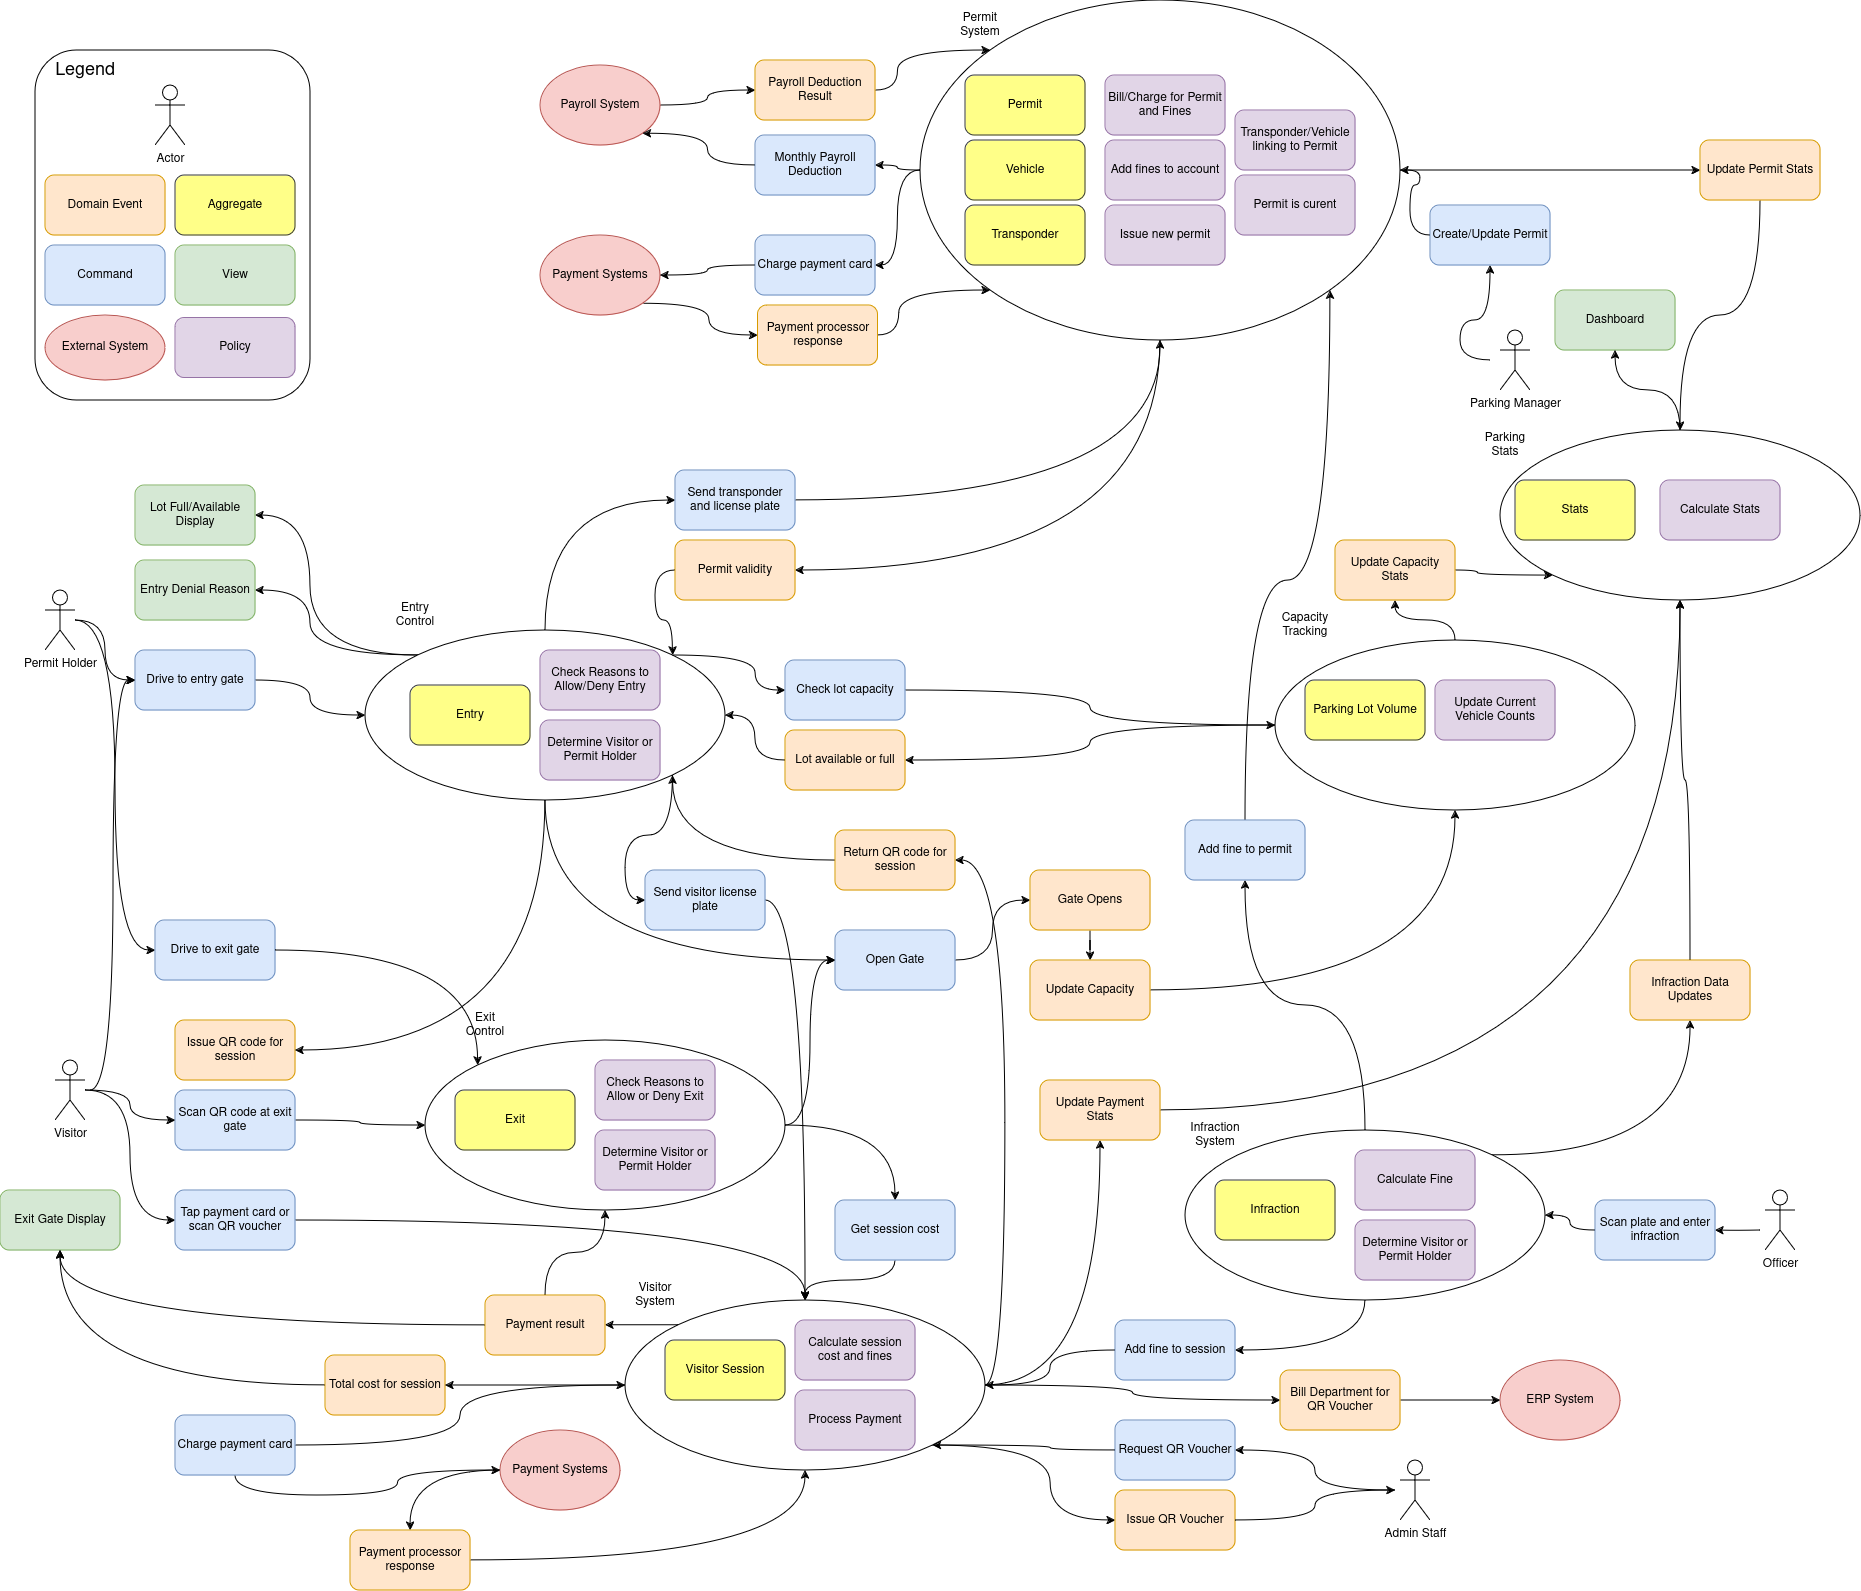 Legend
Actor
Domain Event
Aggregate
Command
View
External System
Policy
Permit
System
Payroll System
Payroll Deduction
Result
Monthly Payroll
Deduction
Payment Systems
Charge payment card
Payment processor
response
Permit
Vehicle
Transponder
Bill/Charge for Permit
and Fines
Add fines to account
Issue new permit
Transponder/Vehicle
linking to Permit
Permit is curent
Update Permit Stats
Create/Update Permit
Dashboard
Parking Manager
Parking
Stats
Stats
Calculate Stats
Send transponder
and license plate
Permit validity
Lot Full/Available
Display
Entry Denial Reason
Permit Holder
Drive to entry gate
Entry
Control
Entry
Check Reasons to
Allow/Deny Entry
Determine Visitor or
Permit Holder
Check lot capacity
Lot available or full
Update Capacity
Stats
Capacity
Tracking
Parking Lot Volume
Update Current
Vehicle Counts
Add fine to permit
Return QR code for
session
Send visitor license
plate
Open Gate
Gate Opens
Update Capacity
Infraction Data
Updates
Drive to exit gate
Issue QR code for
session
Visitor
Scan QR code at exit
gate
Tap payment card or
scan QR voucher
Exit Gate Display
Exit
Control
Exit
Check Reasons to
Allow or Deny Exit
Determine Visitor or
Permit Holder
Get session cost
Update Payment
Stats
Infraction
System
Infraction
Calculate Fine
Determine Visitor or
Permit Holder
Scan plate and enter
infraction
Officer
Payment result
Visitor
System
Visitor Session
Calculate session
cost and fines
Process Payment
Total cost for session
Charge payment card
Payment Systems
Payment processor
response
Add fine to session
Bill Department for
QR Voucher
ERP System
Request QR Voucher
Issue QR Voucher
Admin Staff